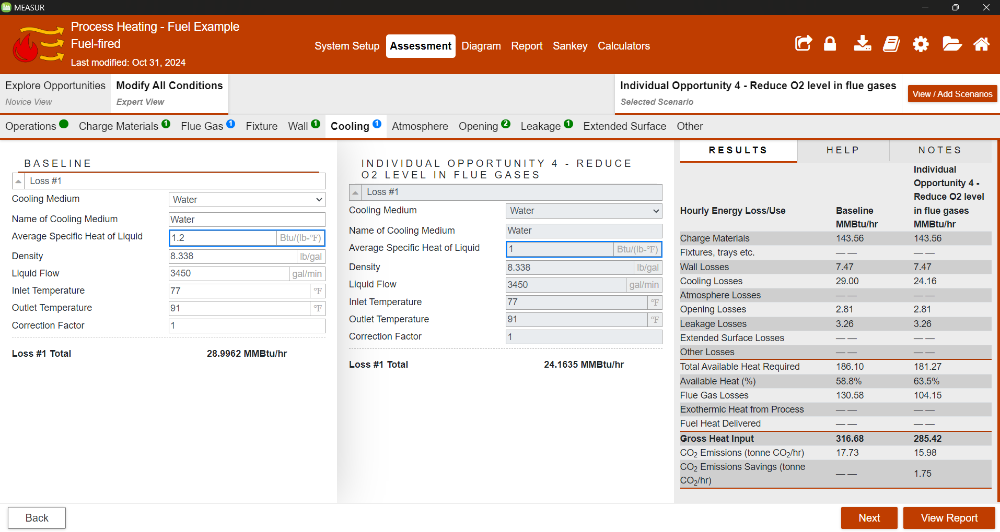 MEASUR
Process Heating - Fuel Example
Fuel-fired
Last modified: Oct 31, 2024
System Setup Assessment Diagram Report Sankey Calculators
Explore Opportunities
Novice View
Modify All Conditions
Expert View
Individual Opportunity 4 - Reduce O2 level in flue gases
Selected Scenario
View / Add Scenarios
Operations Charge Materials 1 Flue Gas 1 Fixture Wall 1 Cooling 1 Atmosphere Opening 2 Leakage 1 Extended Surface Other
BASELINE
Loss #1
Cooling Medium Water
Name of Cooling Medium Water
Average Specific Heat of Liquid 1.2 Btu/(lb-°F)
Density 8.338 lb/gal
Liquid Flow 3450 gal/min
Inlet Temperature 77 °F
Outlet Temperature 91 °F
Correction Factor 1
Loss #1 Total 28.9962 MMBtu/hr
INDIVIDUAL OPPORTUNITY 4 - REDUCE
O2 LEVEL IN FLUE GASES
Loss #1
Cooling Medium Water
Name of Cooling Medium Water
Average Specific Heat of Liquid 1 Btu/(lb-°F)
Density 8.338 lb/gal
Liquid Flow 3450 gal/min
Inlet Temperature 77 °F
Outlet Temperature 91 °F
Correction Factor 1
Loss #1 Total 24.1635 MMBtu/hr
RESULTS HELP NOTES
Individual
Opportunity 4 -
Reduce O2 level
Hourly Energy Loss/Use Baseline in flue gases
MMBtu/hr MMBtu/hr
Charge Materials 143.56 143.56
Fixtures, trays etc. — — — —
Wall Losses 7.47 7.47
Cooling Losses 29.00 24.16
Atmosphere Losses — — — —
Opening Losses 2.81 2.81
Leakage Losses 3.26 3.26
Extended Surface Losses — — — —
Other Losses — — — —
Total Available Heat Required 186.10 181.27
Available Heat (%) 58.8% 63.5%
Flue Gas Losses 130.58 104.15
Exothermic Heat from Process — — — —
Fuel Heat Delivered — — — —
Gross Heat Input 316.68 285.42
CO2 Emissions (tonne CO2/hr) 17.73 15.98
CO2 Emissions Savings (tonne
CO2/hr) — — 1.75
Back
Next View Report